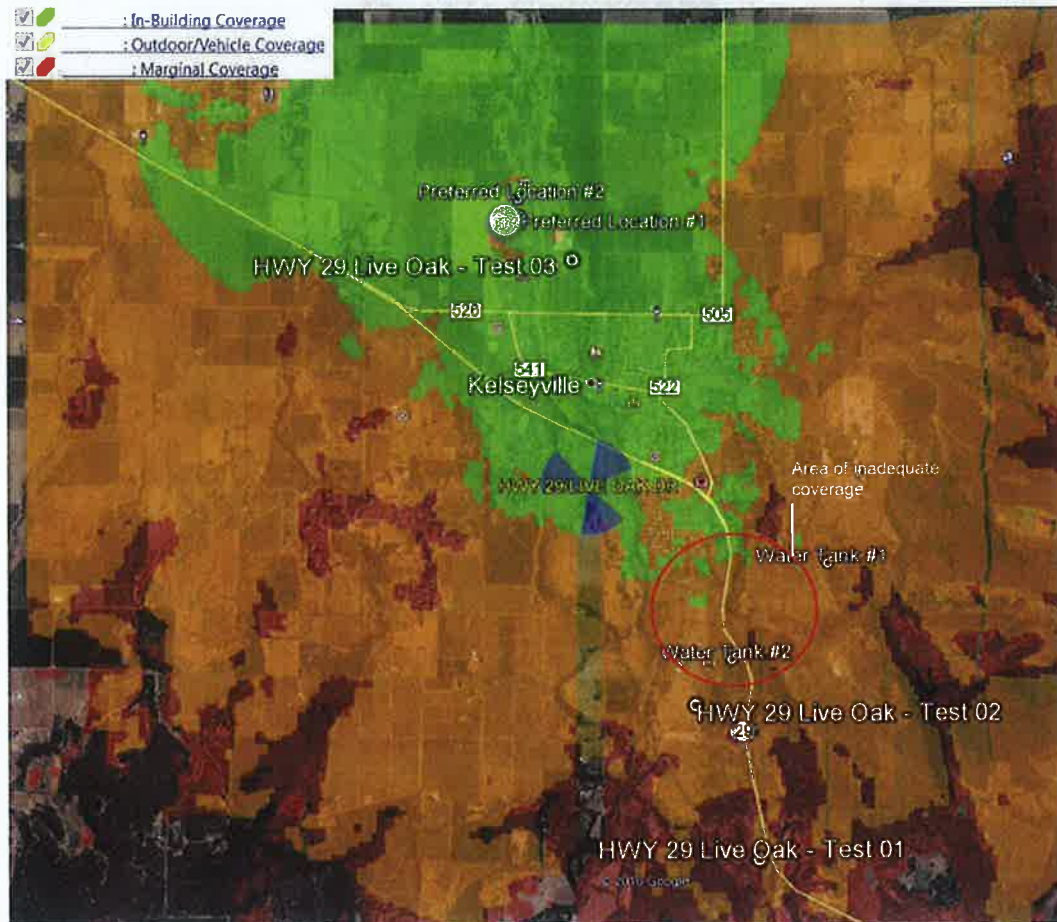 : In-Building Coverage
: Outdoor/Vehicle Coverage
: Marginal Coverage
Preferred Location #2
Preferred Location #1
HWY 29 Live Oak - Test 03
528
505
541
Kelseyville
522
HWY 29/LIVE OAK DR
Area of inadequate
coverage
Water Tank #1
Water Tank #2
HWY 29 Live Oak - Test 02
29
HWY 29 Live Oak - Test 01
© 2016 Google